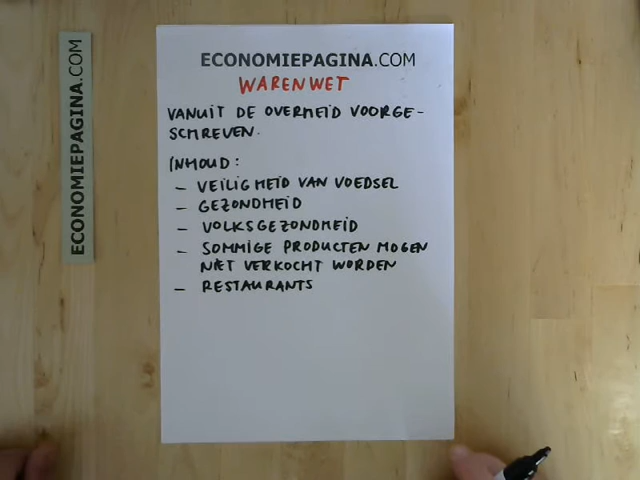 ECONOMIEPAGINA.COM
ECONOMIEPAGINA.COM
WARENWET
VANUIT DE OVERHEID VOORGE-
SCHREVEN.
INHOUD:
- VEILIGHEID VAN VOEDSEL
- GEZONDHEID
- VOLKSGEZONDHEID
- SOMMIGE PRODUCTEN MOGEN
NIET VERKOCHT WORDEN
- RESTAURANTS